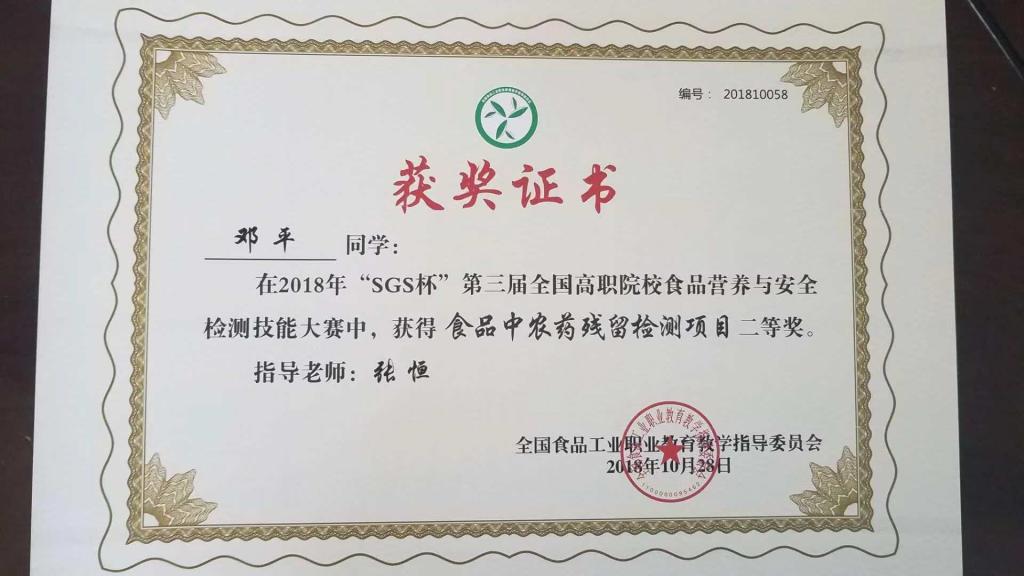 编号： 201810058
获奖证书
邓平 同学：
在2018年“SGS杯”第三届全国高职院校食品营养与安全
检测技能大赛中，获得 食品中农药残留检测项目 二等奖。
指导老师：张恒
全国食品工业职业教育教学指导委员会
2018年10月28日